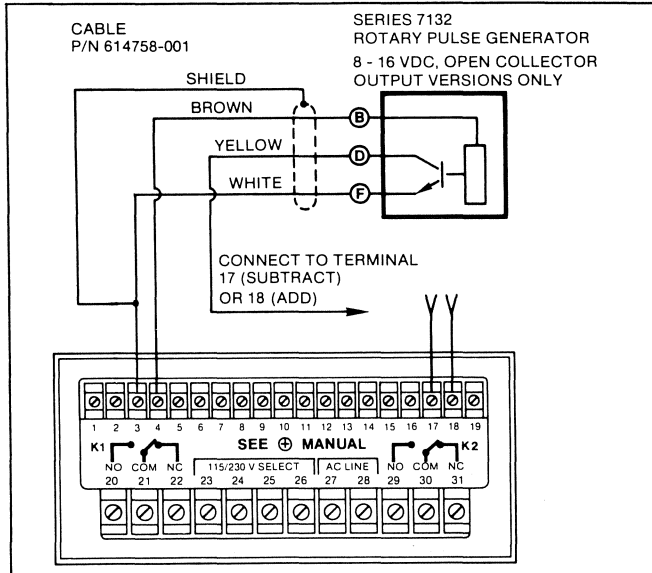 CABLE
P/N 614758-001
SERIES 7132
ROTARY PULSE GENERATOR
8 - 16 VDC, OPEN COLLECTOR
OUTPUT VERSIONS ONLY
SHIELD
BROWN
B
YELLOW
D
WHITE
F
CONNECT TO TERMINAL
17 (SUBTRACT)
OR 18 (ADD)
1 2 3 4 5 6 7 8 9 10 11 12 13 14 15 16 17 18 19
K1 SEE ⊕ MANUAL K2
NO COM NC 115/230 V SELECT AC LINE NO COM NC
20 21 22 23 24 25 26 27 28 29 30 31